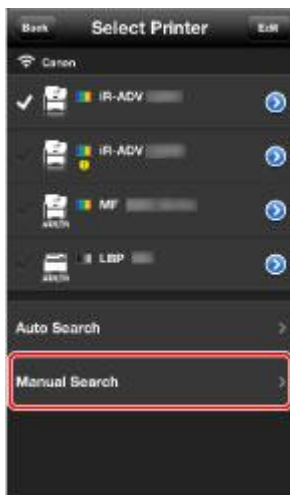 Back Select Printer Edit
Canon
iR-ADV
iR-ADV
MF
LBP
Auto Search
Manual Search